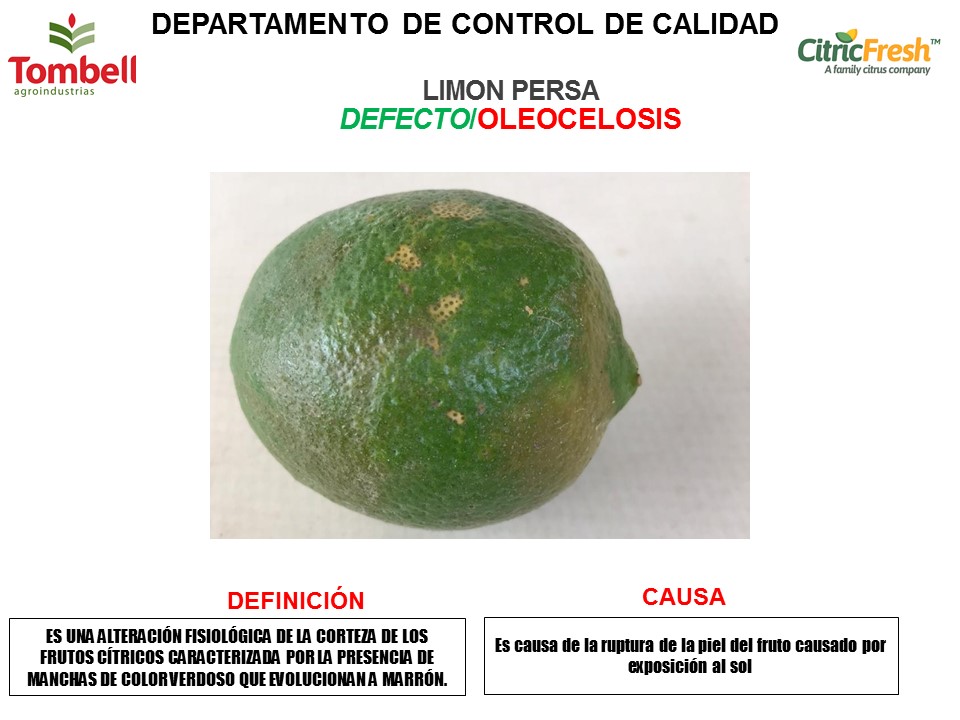 DEPARTAMENTO DE CONTROL DE CALIDAD
Tombell
agroindustrias
CitricFresh™
A family citrus company
LIMON PERSA
DEFECTO/OLEOCELOSIS
DEFINICIÓN
ES UNA ALTERACIÓN FISIOLÓGICA DE LA CORTEZA DE LOS
FRUTOS CÍTRICOS CARACTERIZADA POR LA PRESENCIA DE
MANCHAS DE COLOR VERDOSO QUE EVOLUCIONAN A MARRÓN.
CAUSA
Es causa de la ruptura de la piel del fruto causado por
exposición al sol